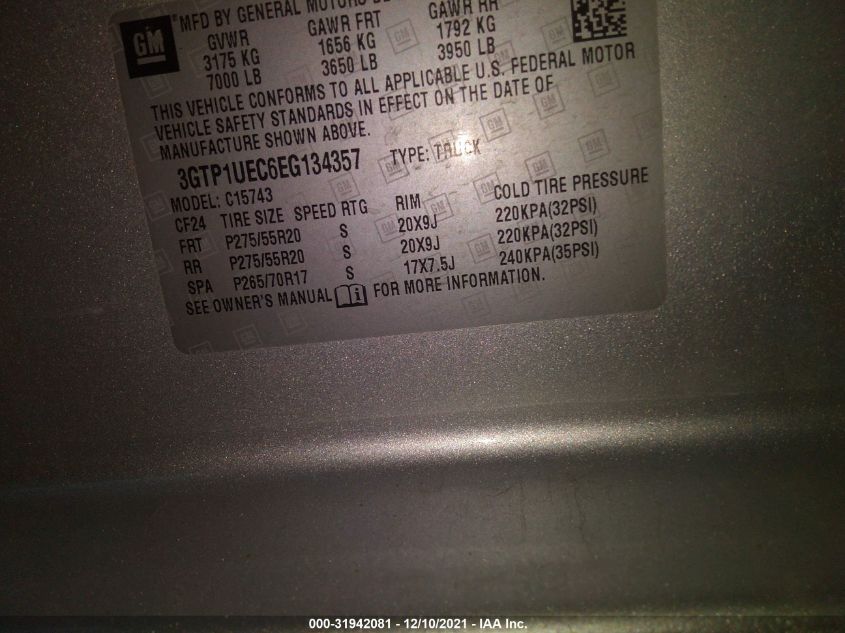 GM
*MFD BY GENERAL MOTORS DE
GVWR GAWR FRT GAWR RR
3175 KG 1656 KG 1792 KG
7000 LB 3650 LB 3950 LB
THIS VEHICLE CONFORMS TO ALL APPLICABLE U.S. FEDERAL MOTOR
VEHICLE SAFETY STANDARDS IN EFFECT ON THE DATE OF
MANUFACTURE SHOWN ABOVE.
3GTP1UEC6EG134357 TYPE: TRUCK
MODEL: C15743
CF24 TIRE SIZE SPEED RTG RIM COLD TIRE PRESSURE
FRT P275/55R20 S 20X9J 220KPA(32PSI)
RR P275/55R20 S 20X9J 220KPA(32PSI)
SPA P265/70R17 S 17X7.5J 240KPA(35PSI)
SEE OWNER'S MANUAL FOR MORE INFORMATION.
000-31942081 - 12/10/2021 - IAA Inc.